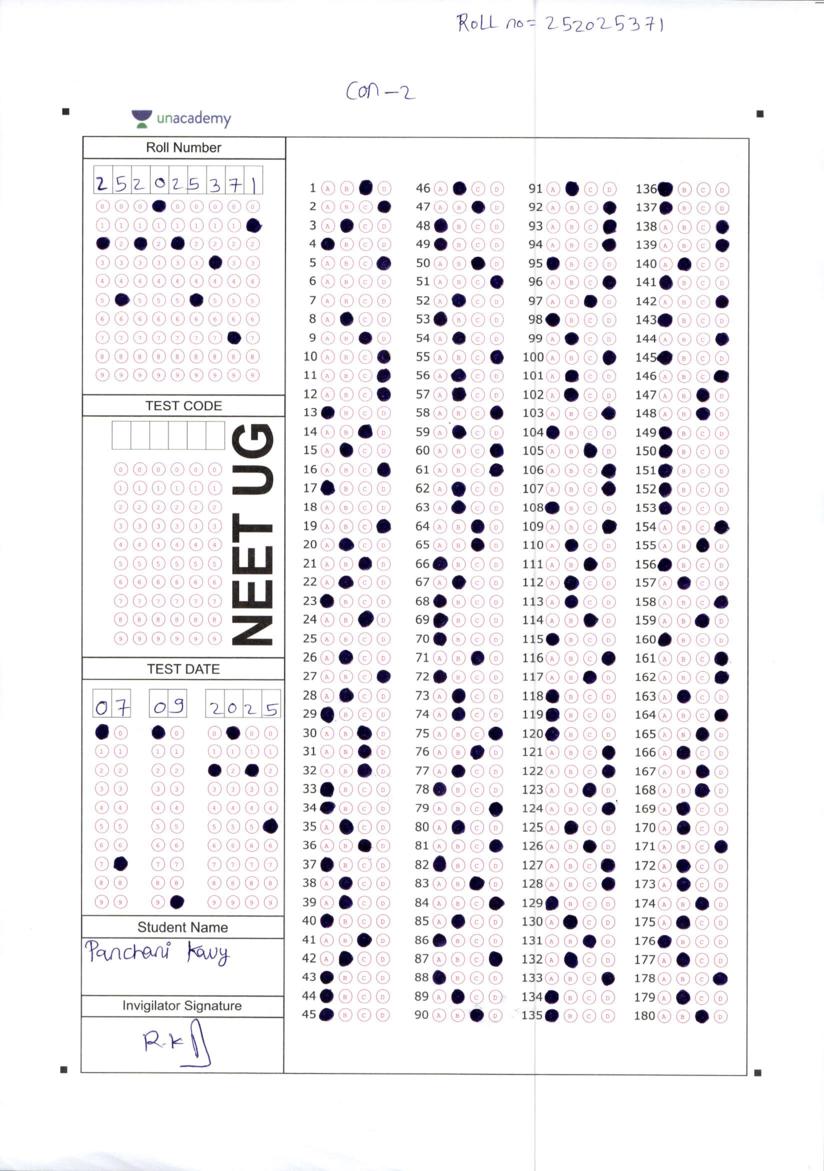 Roll no = 252025371
Con - 2
unacademy
Roll Number
2 5 2 0 2 5 3 7 1
TEST CODE
NEET UG
TEST DATE
0 7 0 9 2 0 2 5
Student Name
Panchani Kavy
Invigilator Signature
R.K
1 A B D 46 A C D 91 A C D 136 B C D
2 A B C 47 A B D 92 A B C 137 B C D
3 A C D 48 B C D 93 A B C 138 A B C
4 B C D 49 B C D 94 A B C 139 A B C
5 A B C 50 A B D 95 B C D 140 A C D
6 A B C D 51 A B C 96 A B C 141 B C D
7 A B C D 52 A C D 97 A B D 142 A B C
8 A C D 53 B C D 98 B C D 143 B C D
9 A B D 54 A C D 99 A C D 144 A B C
10 A B C 55 A B C 100 A B C 145 B C D
11 A B C 56 A C D 101 A C D 146 A B C
12 A B C 57 A C D 102 A C D 147 A B D
13 B C D 58 A B C 103 A B C 148 A B D
14 A B D 59 A C D 104 B C D 149 B C D
15 A C D 60 A B C 105 A B D 150 B C D
16 A B C 61 A B C 106 A B C 151 B C D
17 B C D 62 A C D 107 A B C 152 B C D
18 A B C D 63 A C D 108 B C D 153 B C D
19 A B C 64 A B D 109 A B C 154 A B C
20 A C D 65 A B D 110 A C D 155 A B D
21 A B D 66 B C D 111 A B D 156 B C D
22 A C D 67 A C D 112 A C D 157 A C D
23 B C D 68 B C D 113 A C D 158 A B C
24 A B D 69 B C D 114 A B D 159 A B D
25 A B C D 70 B C D 115 B C D 160 B C D
26 A C D 71 A B D 116 A B C 161 A B C
27 A B C 72 B C D 117 A B D 162 A B C
28 A C D 73 A C D 118 B C D 163 A C D
29 B C D 74 A C D 119 B C D 164 A B C
30 A B D 75 A B C 120 B C D 165 A B D
31 A B D 76 A B D 121 A B C 166 A C D
32 A B D 77 A C D 122 A B C 167 A B D
33 B C D 78 B C D 123 A B D 168 A B D
34 B C D 79 A B C 124 A B C 169 A C D
35 A C D 80 A C D 125 A C D 170 A C D
36 A B D 81 A B C 126 A B D 171 A B C
37 B C D 82 B C D 127 A B C 172 A C D
38 A C D 83 A B D 128 A B C 173 A C D
39 A C D 84 A B C 129 B C D 174 A B D
40 B C D 85 A C D 130 A C D 175 A C D
41 A B D 86 B C D 131 A B D 176 B C D
42 A C D 87 A B C 132 A C D 177 A C D
43 B C D 88 B C D 133 A B C 178 A B C
44 B C D 89 A C D 134 B C D 179 A C D
45 B C D 90 A B D 135 B C D 180 A B D